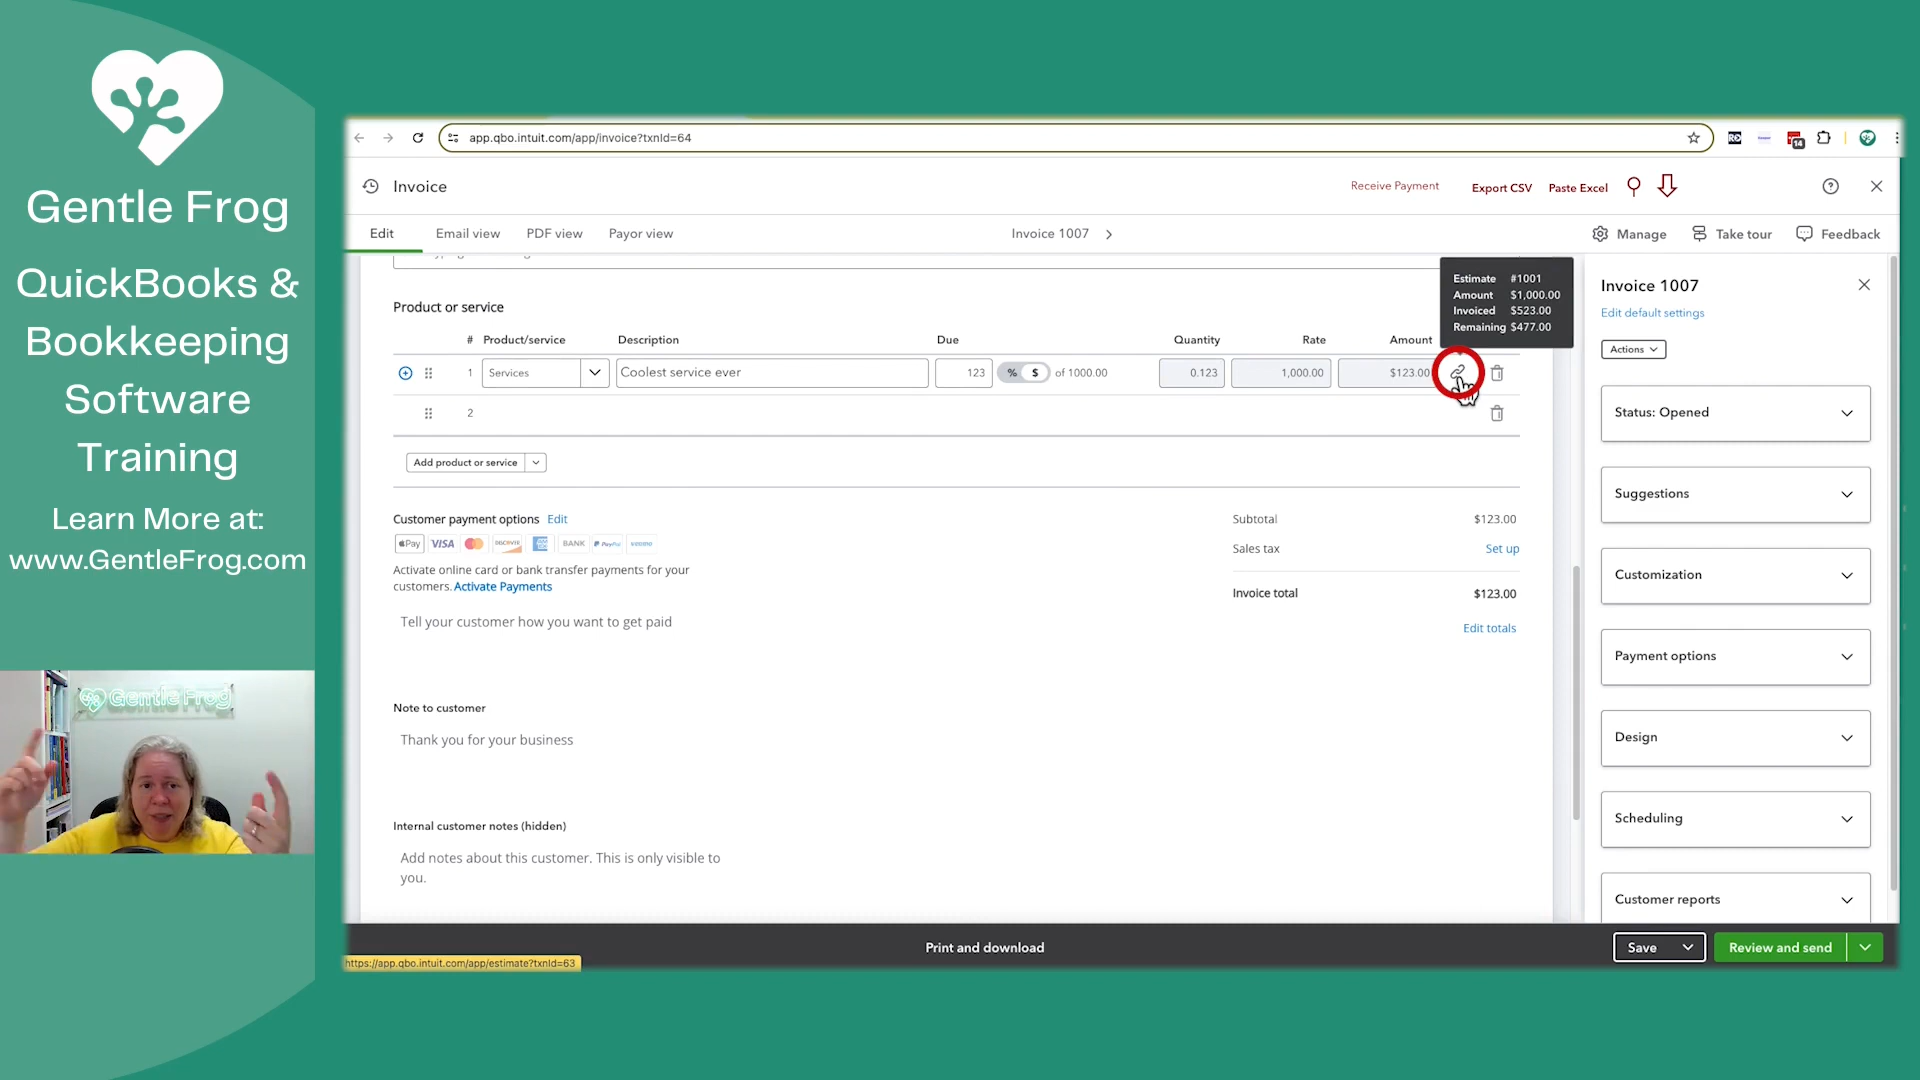 Gentle Frog
QuickBooks &
Bookkeeping
Software
Training
Learn More at:
www.GentleFrog.com
Gentle Frog
app.qbo.intuit.com/app/invoice?txnId=64
14
Invoice
Receive Payment
Export CSV
Paste Excel
Edit
Email view
PDF view
Payor view
Invoice 1007
Manage
Take tour
Feedback
Estimate #1001
Amount $1,000.00
Invoiced $523.00
Remaining $477.00
Product or service
# Product/service Description Due Quantity Rate Amount
1 Services Coolest service ever 123 % $ of 1000.00 0.123 1,000.00 $123.00
2
Add product or service
Customer payment options Edit
Pay VISA DISCOVER BANK PayPal venmo
Activate online card or bank transfer payments for your
customers. Activate Payments
Tell your customer how you want to get paid
Subtotal $123.00
Sales tax Set up
Invoice total $123.00
Edit totals
Note to customer
Thank you for your business
Internal customer notes (hidden)
Add notes about this customer. This is only visible to
you.
Invoice 1007
Edit default settings
Actions
Status: Opened
Suggestions
Customization
Payment options
Design
Scheduling
Customer reports
Print and download
Save
Review and send
https://app.qbo.intuit.com/app/estimate?txnId=63